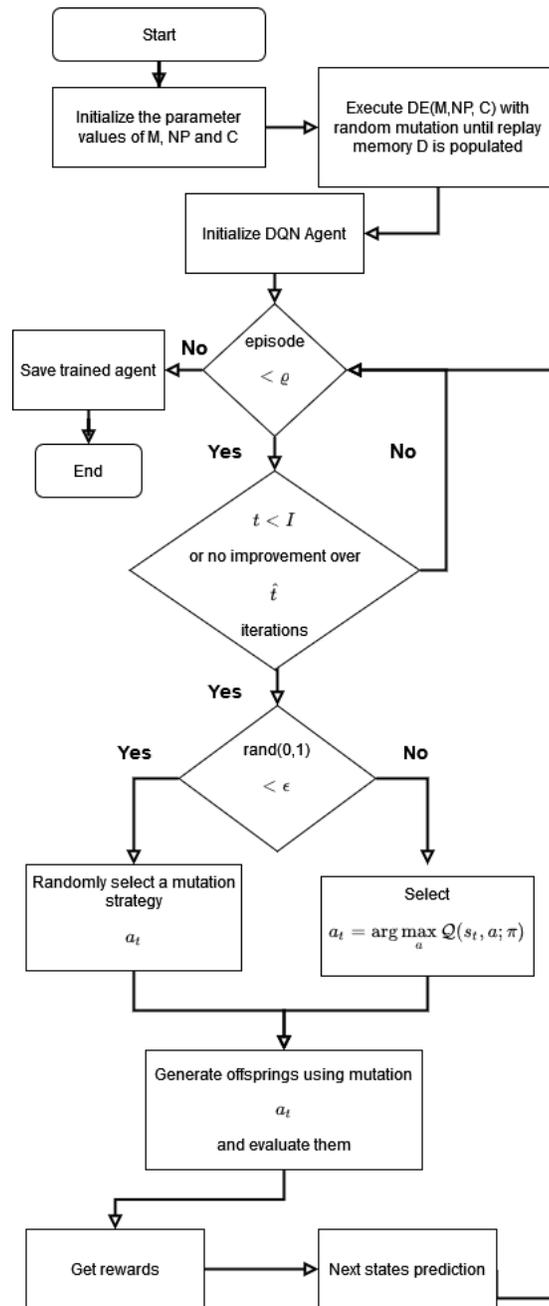 Start
Initialize the parameter
values of M, NP and C
Execute DE(M,NP, C) with
random mutation until replay
memory D is populated
Initialize DQN Agent
episode
< ϱ
No
Save trained agent
End
Yes
No
t < I
or no improvement over
t̂
iterations
Yes
rand(0,1)
< ϵ
Yes
No
Randomly select a mutation
strategy
a_t
Select
a_t = arg max_a Q(s_t, a; π)
Generate offsprings using mutation
a_t
and evaluate them
Get rewards
Next states prediction